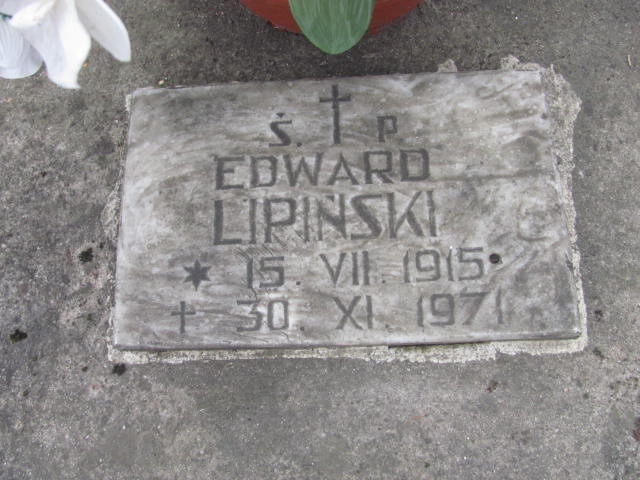 Ś. † P
EDWARD
LIPIŃSKI
* 15. VII. 1915.
† 30. XI. 1971